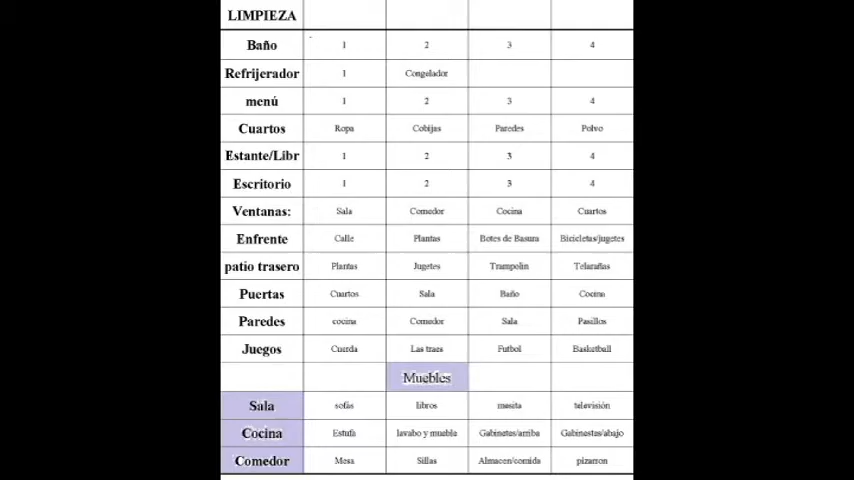 LIMPIEZA
Baño 1 2 3 4
Refrijerador 1 Congelador
menú 1 2 3 4
Cuartos Ropa Cobijas Paredes Polvo
Estante/Libr 1 2 3 4
Escritorio 1 2 3 4
Ventanas: Sala Comedor Cocina Cuartos
Enfrente Calle Plantas Botes de Basura Bicicletas/jugetes
patio trasero Plantas Jugetes Trampolin Telarañas
Puertas Cuartos Sala Baño Cocina
Paredes cocina Comedor Sala Pasillos
Juegos Cuerda Las traes Futbol Basketball
Muebles
Sala sofás libros mesita televisión
Cocina Estufa lavabo y mueble Gabinetes/arriba Gabinestas/abajo
Comedor Mesa Sillas Almacen/comida pizarron